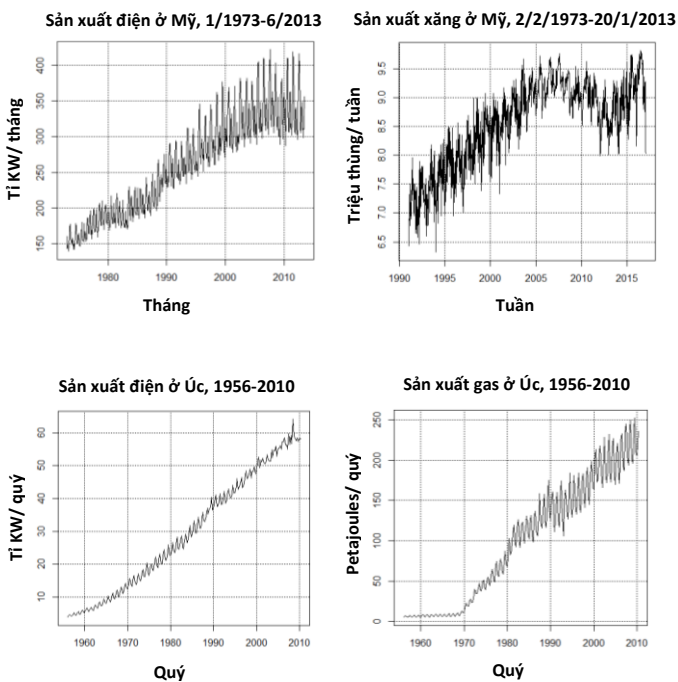 Sản xuất điện ở Mỹ, 1/1973-6/2013
Tỉ KW/ tháng
400
350
300
250
200
150
1980 1990 2000 2010
Tháng
Sản xuất xăng ở Mỹ, 2/2/1973-20/1/2013
Triệu thùng/ tuần
9.5
9.0
8.5
8.0
7.5
7.0
6.5
1990 1995 2000 2005 2010 2015
Tuần
Sản xuất điện ở Úc, 1956-2010
Tỉ KW/ quý
60
50
40
30
20
10
1960 1970 1980 1990 2000 2010
Quý
Sản xuất gas ở Úc, 1956-2010
Petajoules/ quý
250
200
150
100
50
0
1960 1970 1980 1990 2000 2010
Quý